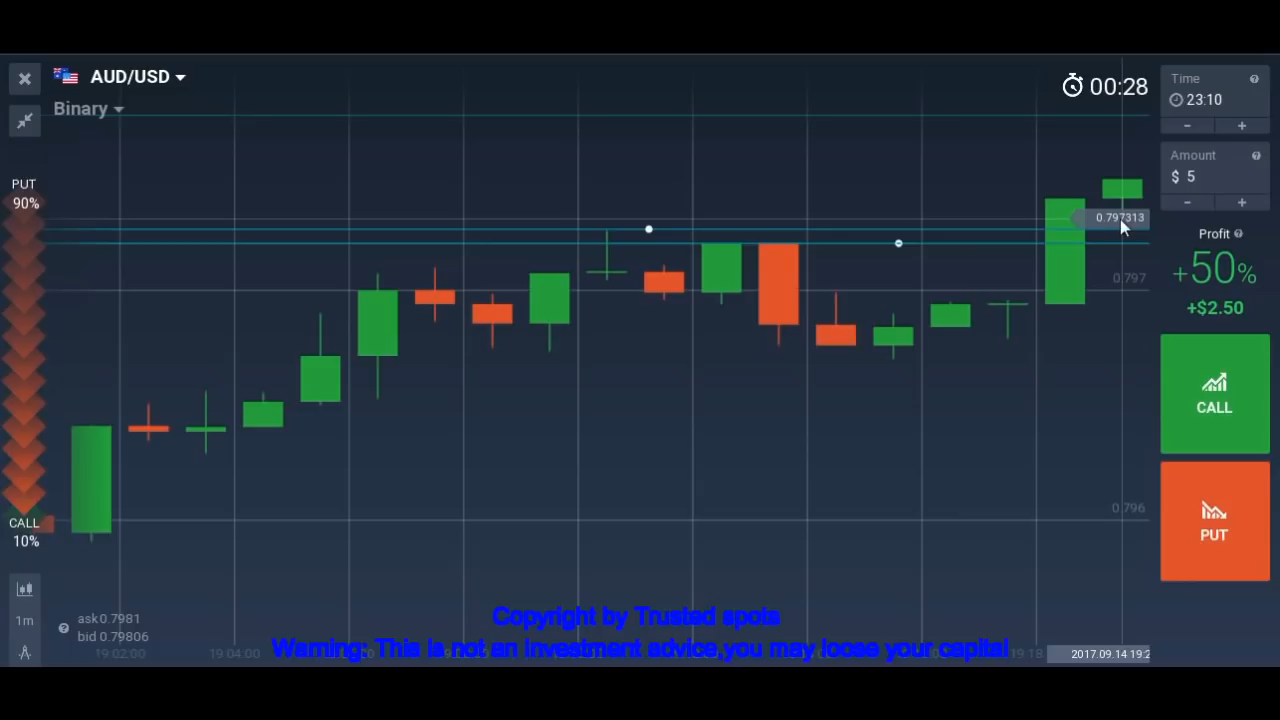 AUD/USD
Binary
00:28
Time
23:10
- +
Amount
$ 5
- +
PUT
90%
0.797313
Profit
+50%
+$2.50
0.797
CALL
PUT
0.796
CALL
10%
1m
ask 0.7981
bid 0.79806
Copyright by Trusted spots
Warning: This is not an investment advice,you may loose your capital
19:02:00 19:04:00 19:18 2017.09.14 19:2